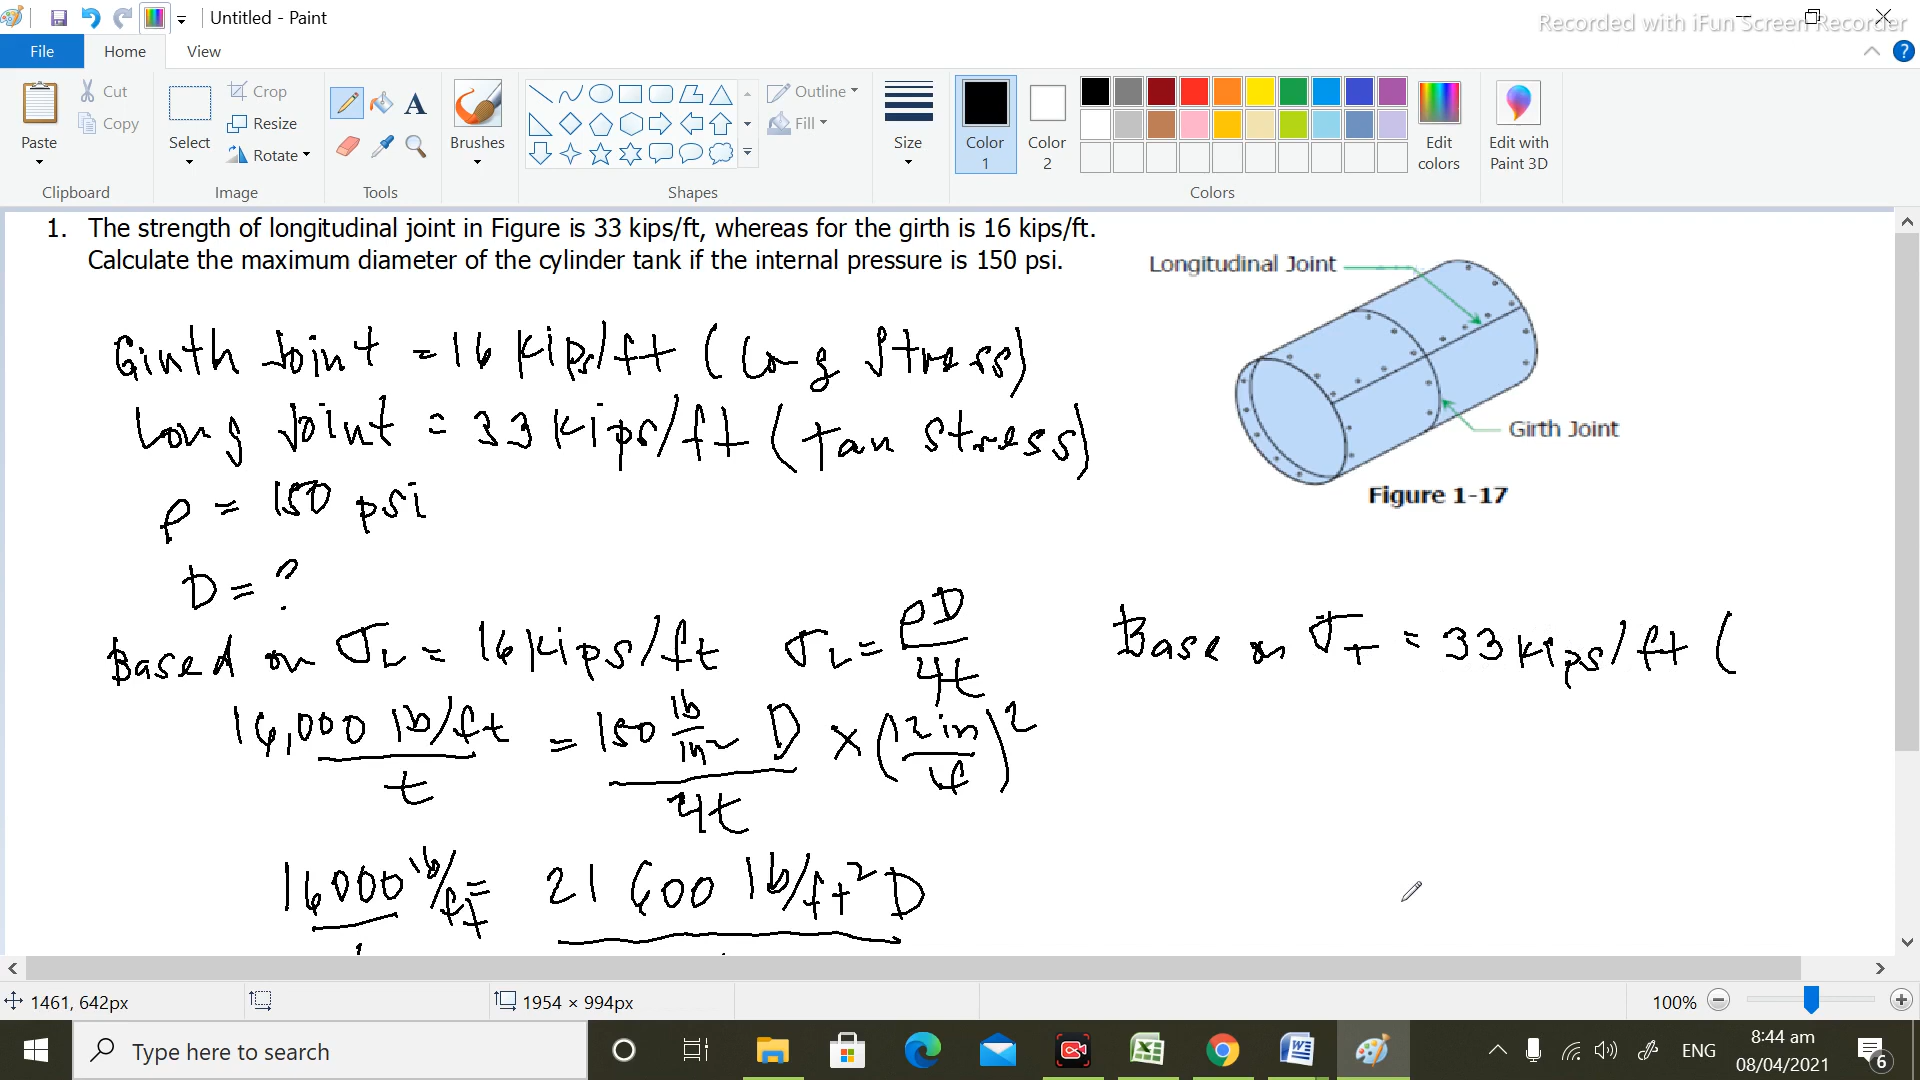 Untitled - Paint
Recorded with iFun Screen Recorder
File Home View
Paste Cut Copy Clipboard
Select Crop Resize Rotate Image
Tools
Brushes
Outline Fill Shapes
Size
Color 1 Color 2 Edit colors Colors
Edit with Paint 3D
1. The strength of longitudinal joint in Figure is 33 kips/ft, whereas for the girth is 16 kips/ft.
Calculate the maximum diameter of the cylinder tank if the internal pressure is 150 psi.
Longitudinal Joint
Girth Joint
Figure 1-17
Girth Joint = 16 kips/ft (Long Stress)
Long Joint = 33 kips/ft (tan stress)
ρ = 150 psi
D = ?
Based on σL = 16 kips/ft σL = ρD/4t
16,000 lb/ft / t = 150 lb/in² D / 4t × (12 in/1f)²
16000 lb/ft = 21 600 lb/ft² D
Base on σT = 33 kips/ft (
1461, 642px
1954 × 994px
100%
Type here to search
ENG
8:44 am
08/04/2021
6